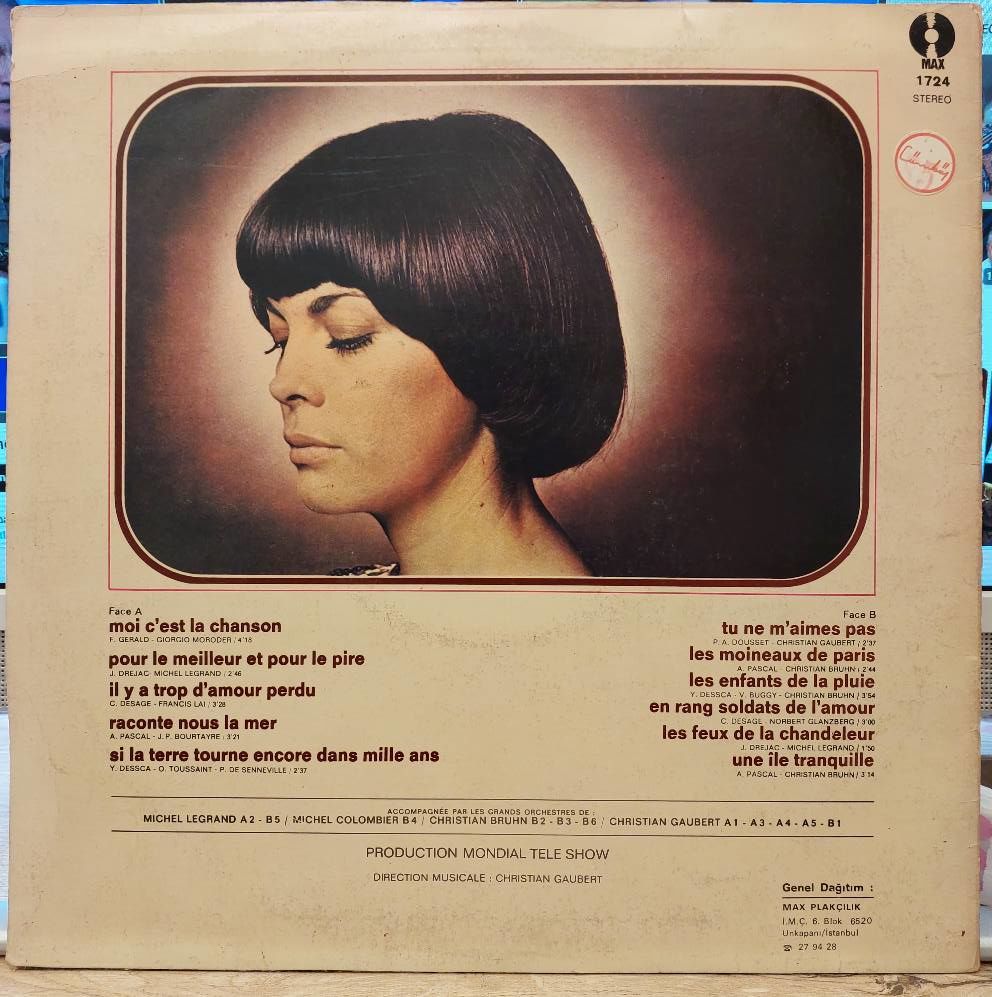 MAX
1724
STEREO
Face A
moi c'est la chanson
F. GERALD - GIORGIO MORODER / 4'18
pour le meilleur et pour le pire
J. DREJAC - MICHEL LEGRAND / 2'46
il y a trop d'amour perdu
C. DESAGE - FRANCIS LAI / 3'28
raconte nous la mer
A. PASCAL - J.P. BOURTAYRE / 3'21
si la terre tourne encore dans mille ans
Y. DESSCA - O. TOUSSAINT - P. DE SENNEVILLE / 2'37
Face B
tu ne m'aimes pas
P. A. DOUSSET - CHRISTIAN GAUBERT / 2'37
les moineaux de paris
A. PASCAL - CHRISTIAN BRUHN / 2'44
les enfants de la pluie
Y. DESSCA - V. BUGGY - CHRISTIAN BRUHN / 3'54
en rang soldats de l'amour
C. DESAGE - NORBERT GLANZBERG / 3'00
les feux de la chandeleur
J. DREJAC - MICHEL LEGRAND / 1'50
une île tranquille
A. PASCAL - CHRISTIAN BRUHN / 3'14
ACCOMPAGNÉE PAR LES GRANDS ORCHESTRES DE :
MICHEL LEGRAND A2 - B5 / MICHEL COLOMBIER B4 / CHRISTIAN BRUHN B2 - B3 - B6 / CHRISTIAN GAUBERT A1 - A3 - A4 - A5 - B1
PRODUCTION MONDIAL TELE SHOW
DIRECTION MUSICALE : CHRISTIAN GAUBERT
Genel Dağıtım :
MAX PLAKÇILIK
İ.M.C. 6. Blok 6520
Unkapanı/İstanbul
☎ 27 94 28